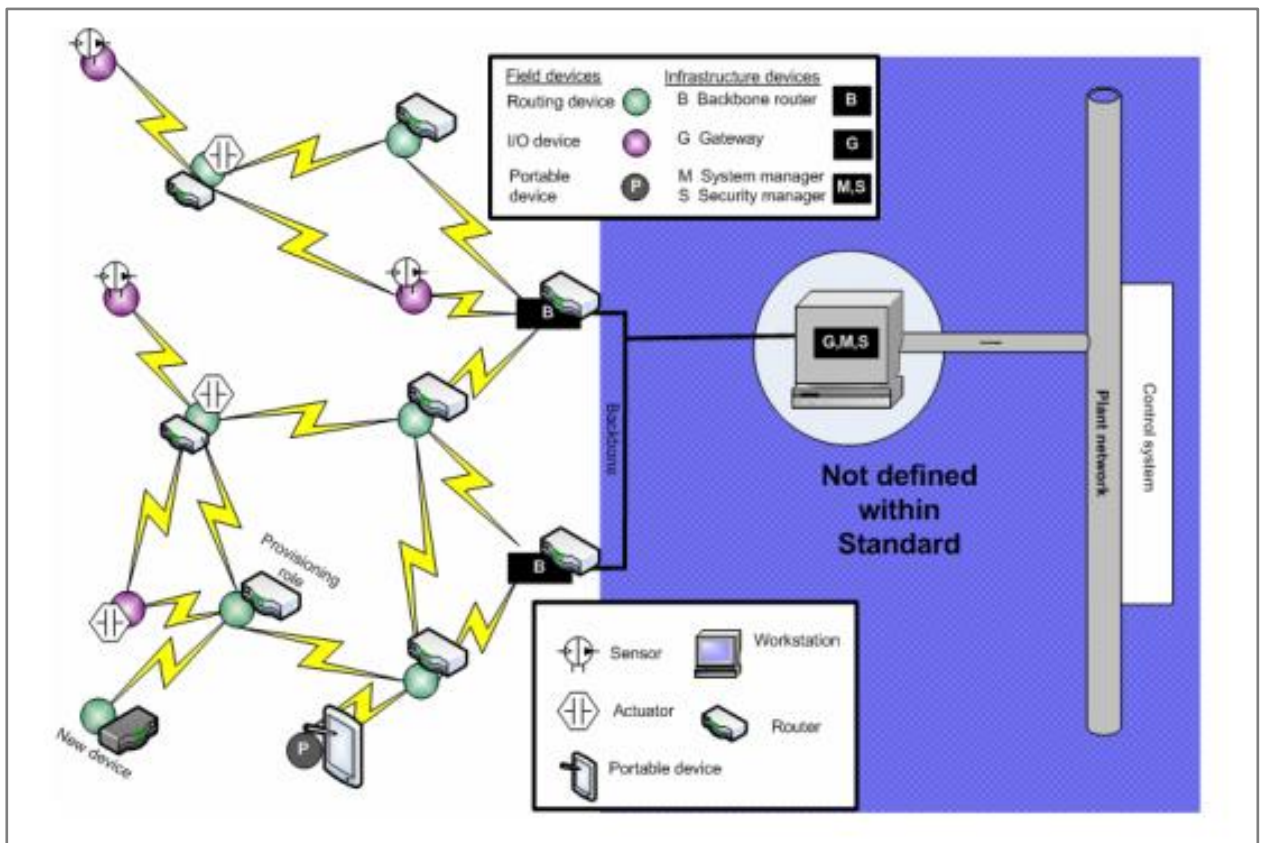 Field devices
Infrastructure devices
Routing device
B Backbone router
B
I/O device
G Gateway
G
Portable
device
P
M System manager
S Security manager
M,S
B
G,M,S
Backbone
Plant network
Control system
Not defined
within
Standard
B
Provisioning
role
New device
P
Sensor
Workstation
Actuator
Router
Portable device